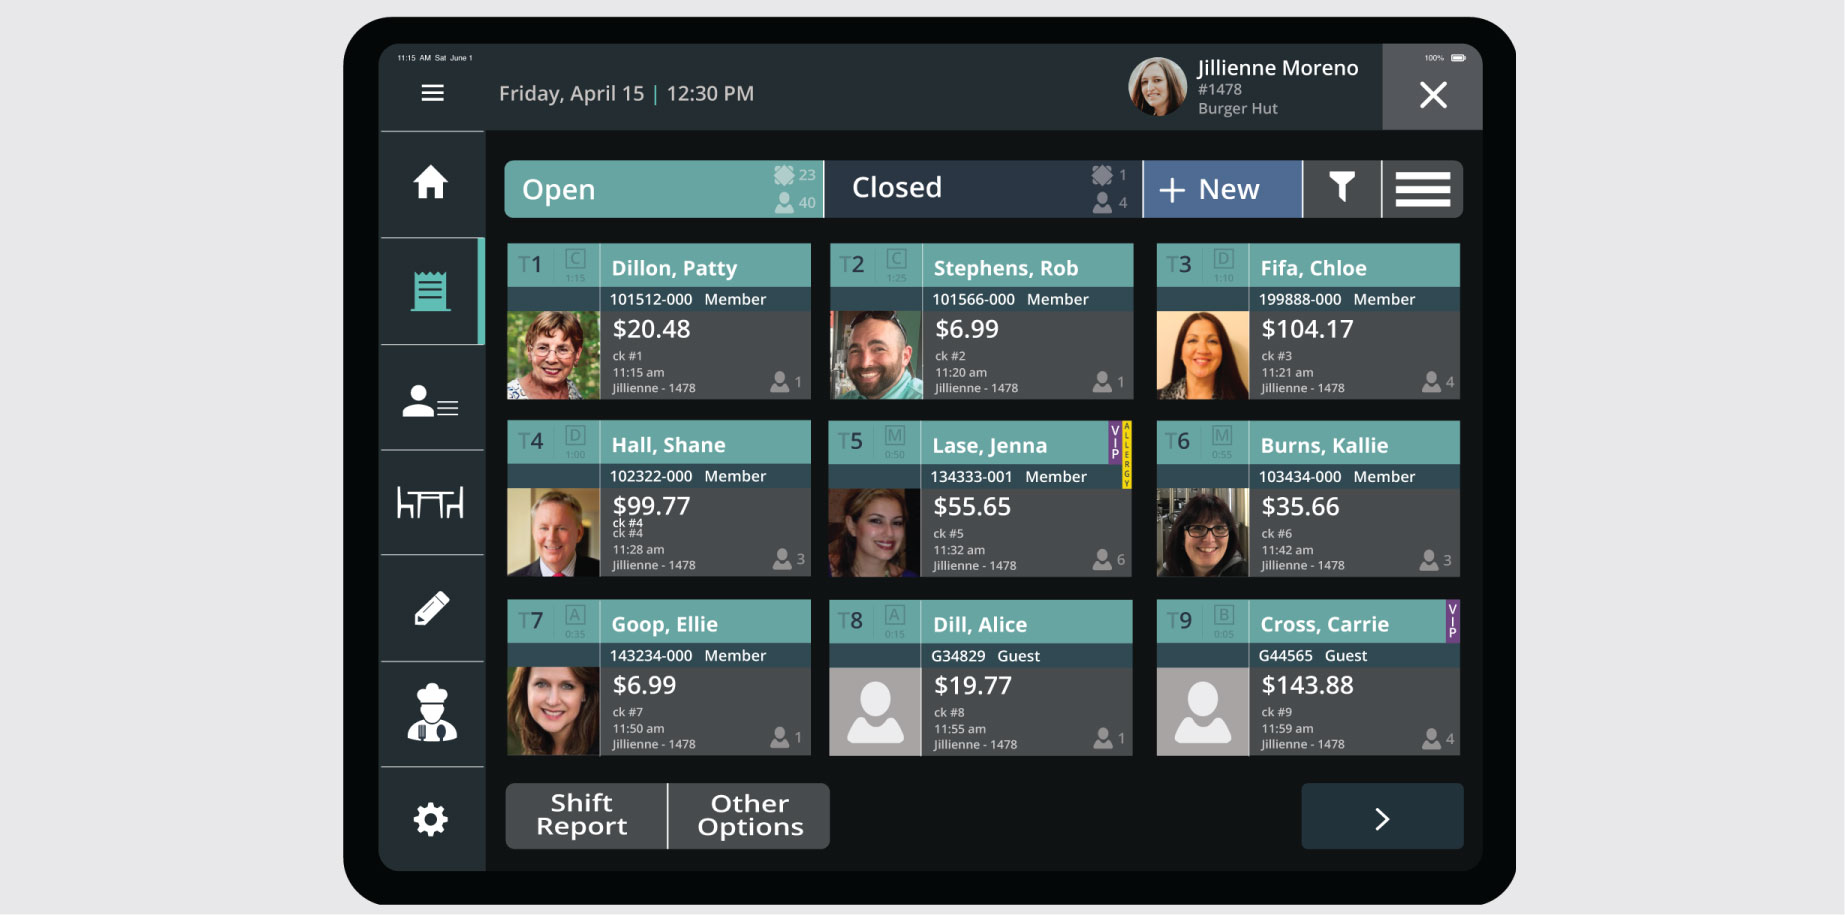 11:15 AM Sat June 1
100%
Friday, April 15 | 12:30 PM
Jillienne Moreno
#1478
Burger Hut
Open
23
40
Closed
1
4
+ New
T1
C
1:15
Dillon, Patty
101512-000 Member
$20.48
ck #1
11:15 am
Jillienne - 1478
1
T2
C
1:25
Stephens, Rob
101566-000 Member
$6.99
ck #2
11:20 am
Jillienne - 1478
1
T3
D
1:10
Fifa, Chloe
199888-000 Member
$104.17
ck #3
11:21 am
Jillienne - 1478
4
T4
D
1:00
Hall, Shane
102322-000 Member
$99.77
ck #4
ck #4
11:28 am
Jillienne - 1478
3
T5
M
0:50
Lase, Jenna
VIP
ALLERGY
134333-001 Member
$55.65
ck #5
11:32 am
Jillienne - 1478
6
T6
M
0:55
Burns, Kallie
103434-000 Member
$35.66
ck #6
11:42 am
Jillienne - 1478
3
T7
A
0:35
Goop, Ellie
143234-000 Member
$6.99
ck #7
11:50 am
Jillienne - 1478
1
T8
A
0:15
Dill, Alice
G34829 Guest
$19.77
ck #8
11:55 am
Jillienne - 1478
1
T9
B
0:05
Cross, Carrie
VIP
G44565 Guest
$143.88
ck #9
11:59 am
Jillienne - 1478
4
Shift
Report
Other
Options